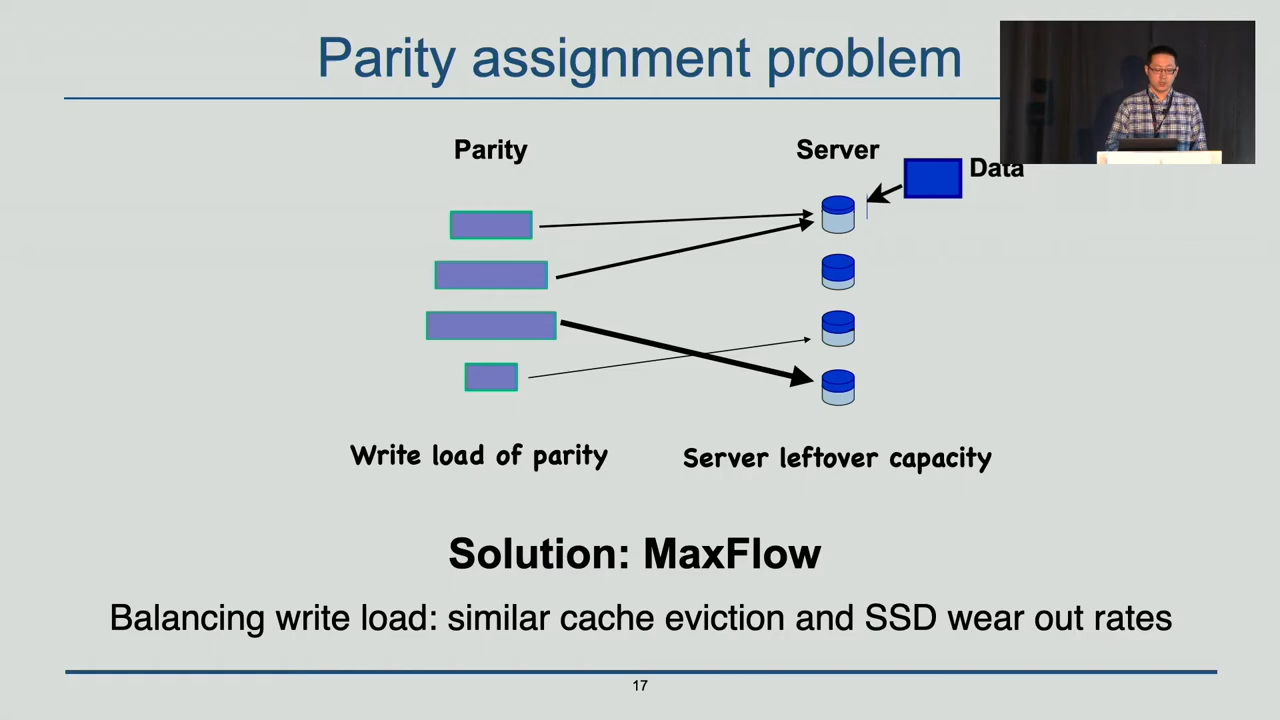 Parity assignment problem
Parity
Server
Data
Write load of parity
Server leftover capacity
Solution: MaxFlow
Balancing write load: similar cache eviction and SSD wear out rates
17